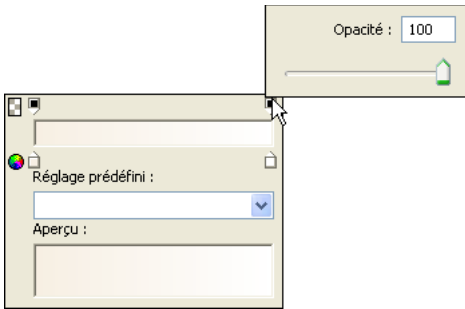 Opacité : 100
Réglage prédéfini :
Aperçu :